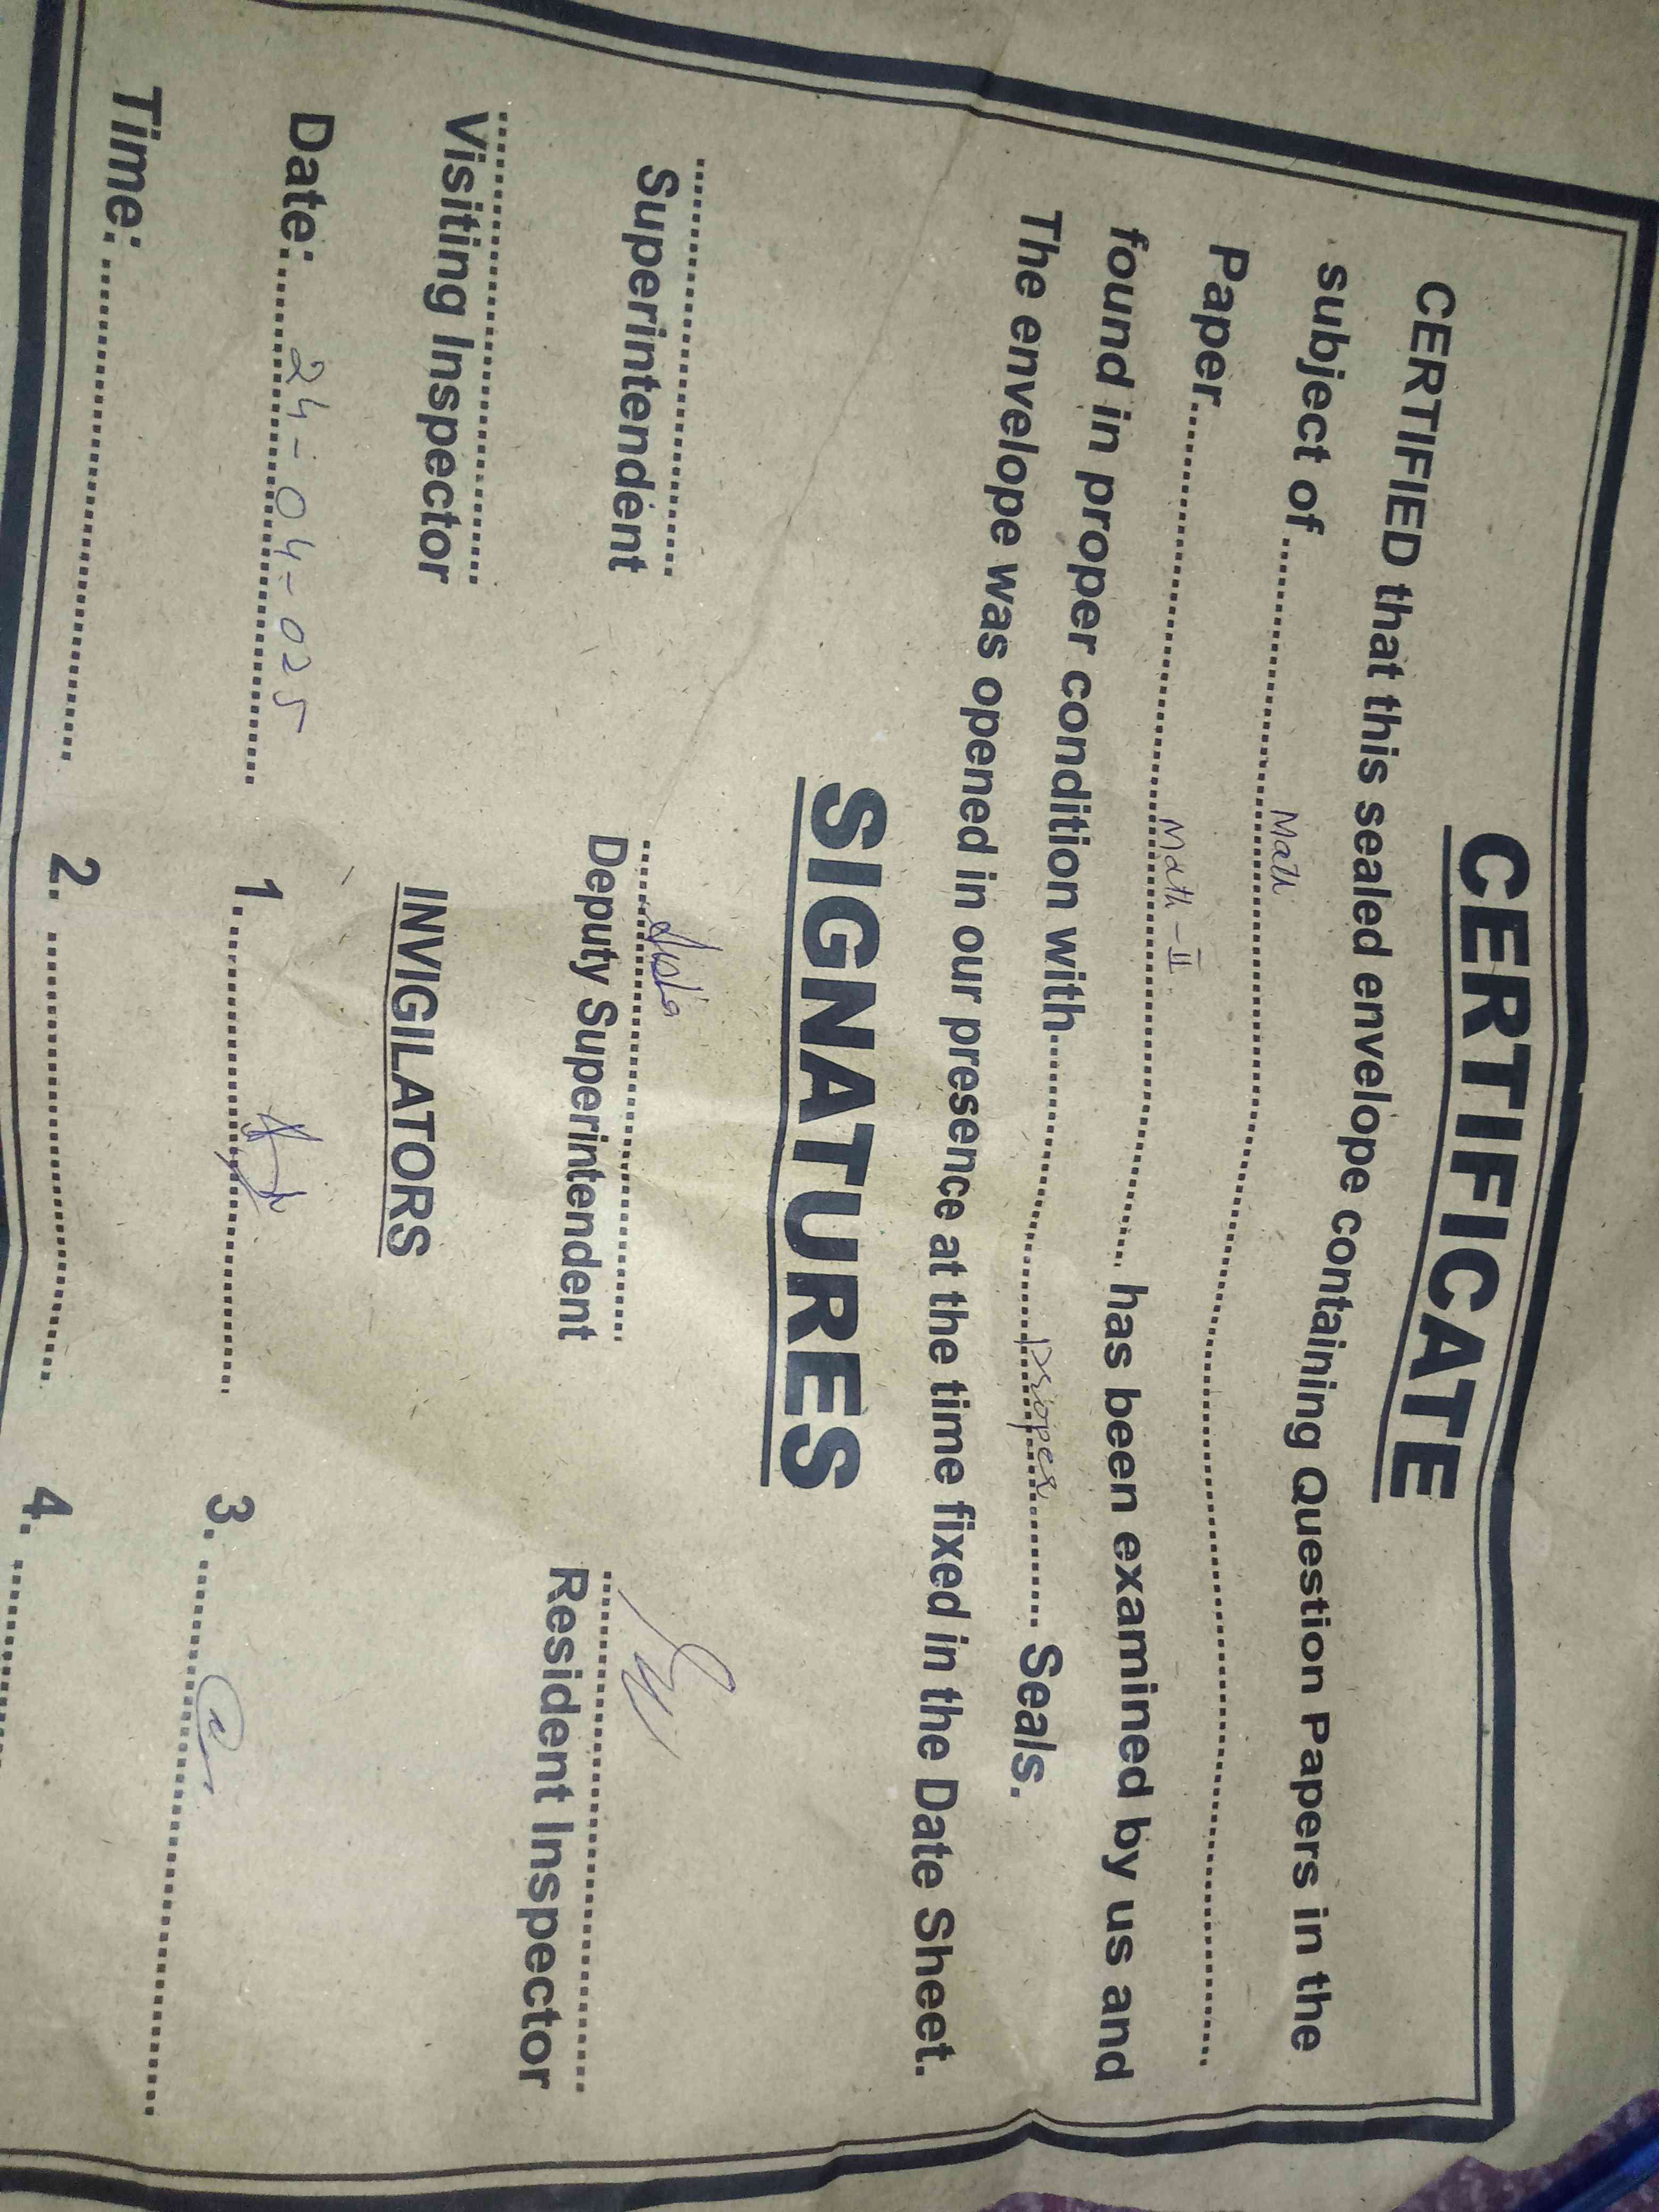 CERTIFICATE
CERTIFIED that this sealed envelope containing Question Papers in the
subject of.......... Math ..........
Paper.......... Math - II .......... has been examined by us and
found in proper condition with.......... proper .......... Seals.
The envelope was opened in our presence at the time fixed in the Date Sheet.
SIGNATURES
Superintendent Deputy Superintendent Resident Inspector
Visiting Inspector INVIGILATORS
Date: 24-04-025 1. 3.
Time: 2. 4.